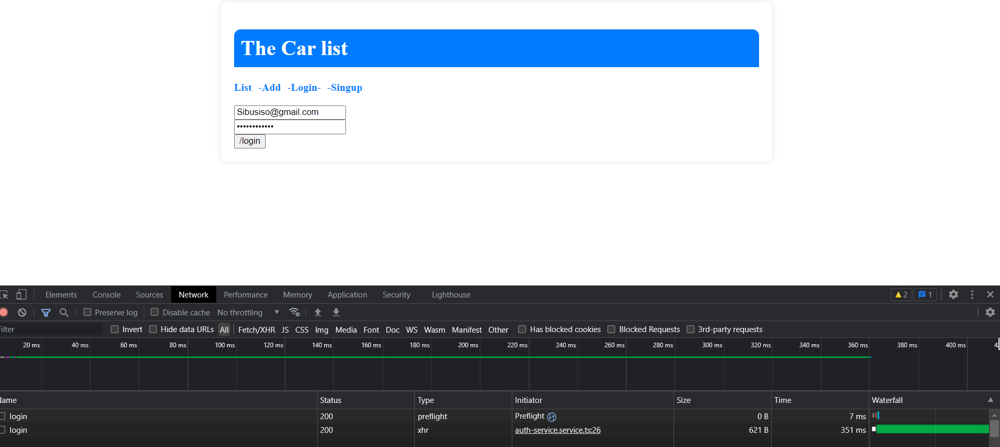 The Car list
List -Add -Login- -Singup
Sibusiso@gmail.com
••••••••••••
/login
Elements Console Sources Network Performance Memory Application Security Lighthouse 2 1
Preserve log Disable cache No throttling
ilter Invert Hide data URLs All Fetch/XHR JS CSS Img Media Font Doc WS Wasm Manifest Other Has blocked cookies Blocked Requests 3rd-party requests
20 ms 40 ms 60 ms 80 ms 100 ms 120 ms 140 ms 160 ms 180 ms 200 ms 220 ms 240 ms 260 ms 280 ms 300 ms 320 ms 340 ms 360 ms 380 ms 400 ms
ame Status Type Initiator Size Time Waterfall
login 200 preflight Preflight 0 B 7 ms
login 200 xhr auth-service.service.ts:26 621 B 351 ms